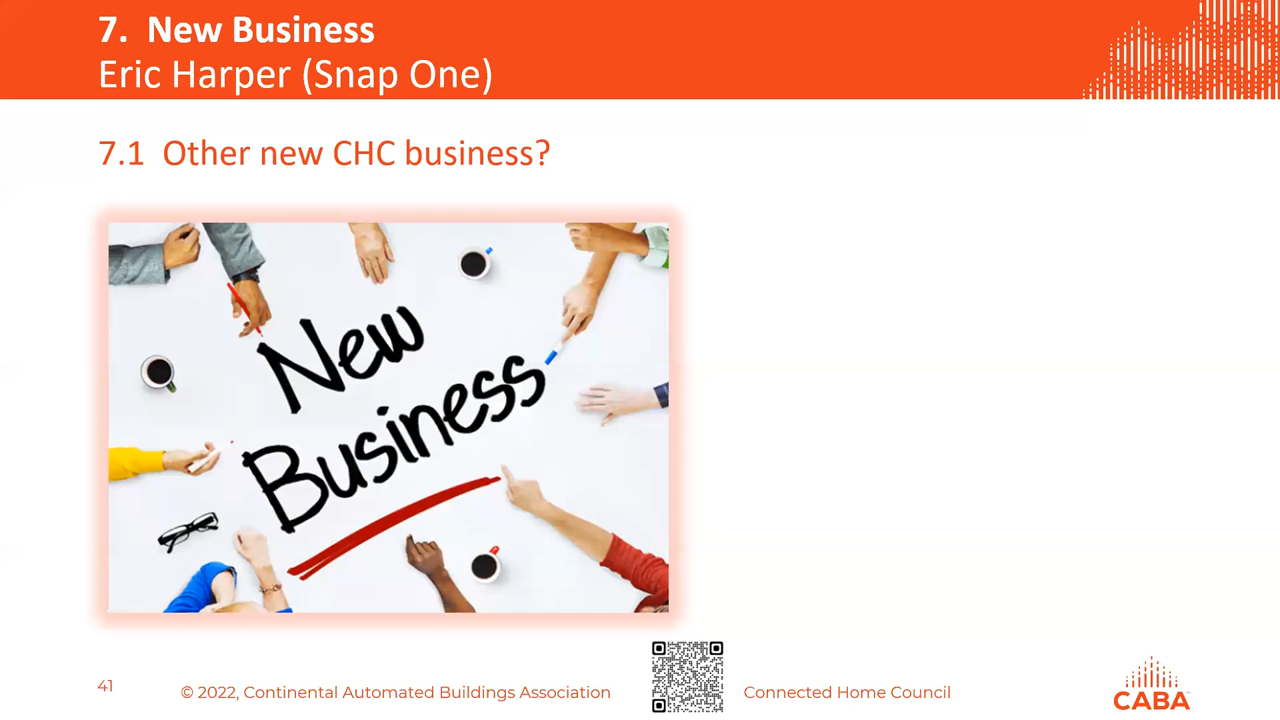 7. New Business
Eric Harper (Snap One)
7.1 Other new CHC business?
New
Business
41
© 2022, Continental Automated Buildings Association
Connected Home Council
CABA